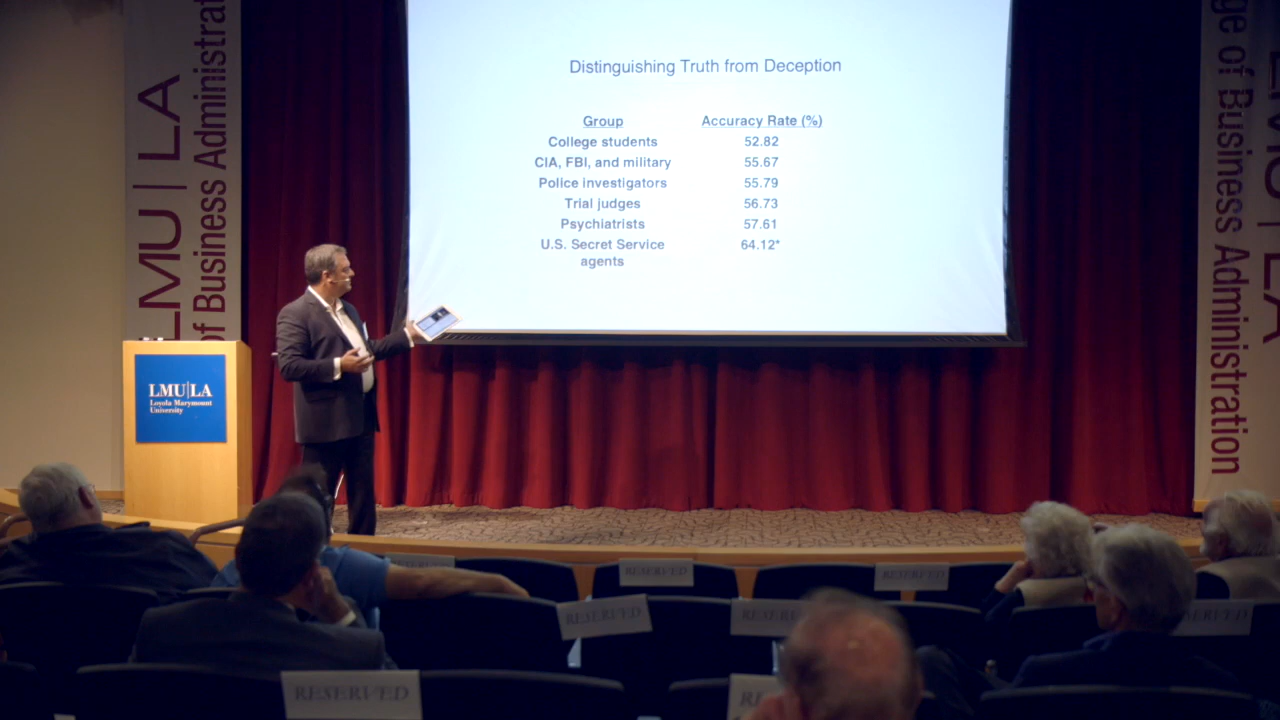 Distinguishing Truth from Deception
Group Accuracy Rate (%)
College students 52.82
CIA, FBI, and military 55.67
Police investigators 55.79
Trial judges 56.73
Psychiatrists 57.61
U.S. Secret Service 64.12*
agents
LMU | LA
of Business Administrat
ge of Business Administration
LMU | LA
LMU|LA
Loyola Marymount
University
RESERVED
RESERVED
RESERVED
RESERVED
RESERVED
RESERVED